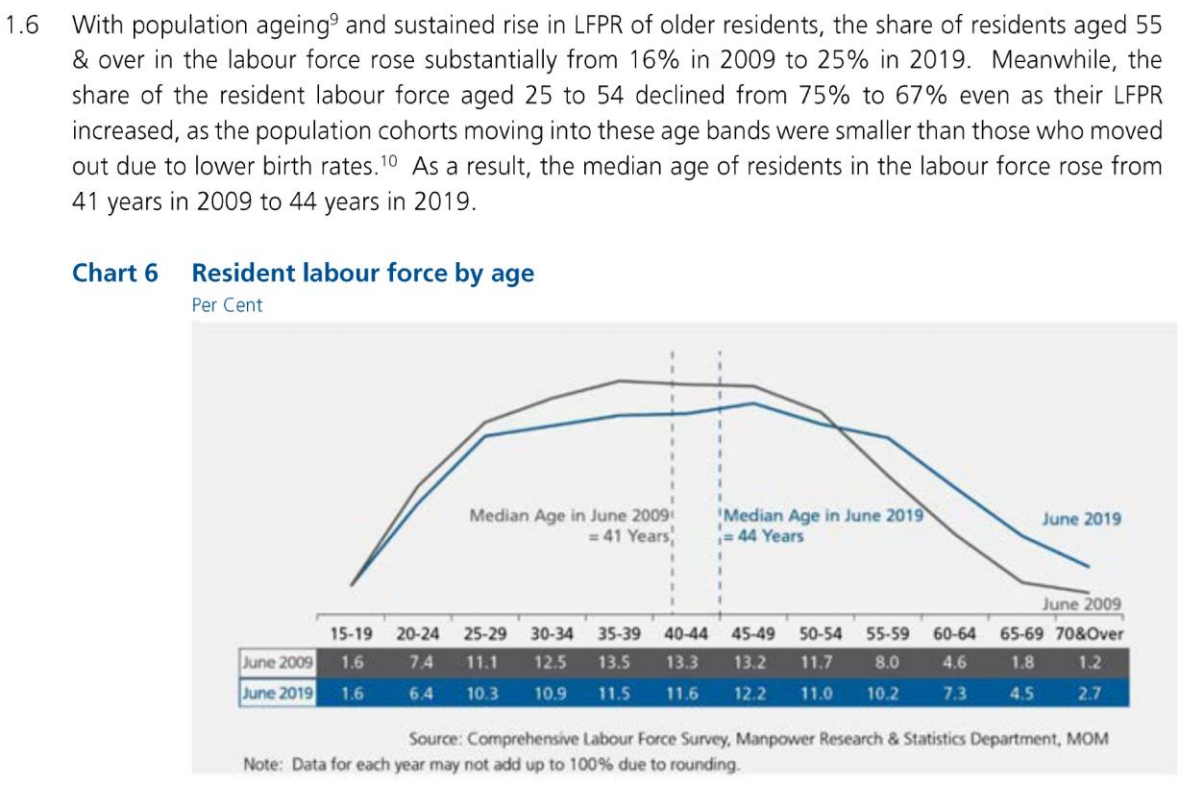 1.6 With population ageing⁹ and sustained rise in LFPR of older residents, the share of residents aged 55
& over in the labour force rose substantially from 16% in 2009 to 25% in 2019. Meanwhile, the
share of the resident labour force aged 25 to 54 declined from 75% to 67% even as their LFPR
increased, as the population cohorts moving into these age bands were smaller than those who moved
out due to lower birth rates.¹⁰ As a result, the median age of residents in the labour force rose from
41 years in 2009 to 44 years in 2019.
Chart 6 Resident labour force by age
Per Cent
Median Age in June 2009
= 41 Years
Median Age in June 2019
= 44 Years
June 2019
June 2009
15-19 20-24 25-29 30-34 35-39 40-44 45-49 50-54 55-59 60-64 65-69 70&Over
June 2009 1.6 7.4 11.1 12.5 13.5 13.3 13.2 11.7 8.0 4.6 1.8 1.2
June 2019 1.6 6.4 10.3 10.9 11.5 11.6 12.2 11.0 10.2 7.3 4.5 2.7
Source: Comprehensive Labour Force Survey, Manpower Research & Statistics Department, MOM
Note: Data for each year may not add up to 100% due to rounding.